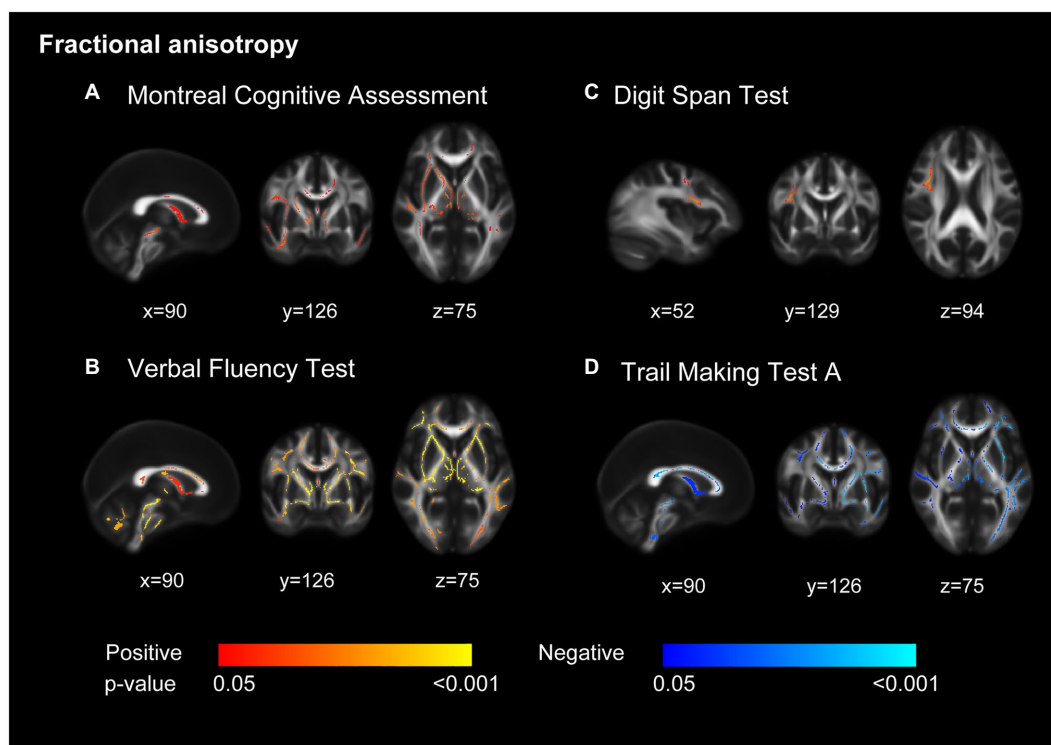 Fractional anisotropy
A Montreal Cognitive Assessment
x=90 y=126 z=75
C Digit Span Test
x=52 y=129 z=94
B Verbal Fluency Test
x=90 y=126 z=75
D Trail Making Test A
x=90 y=126 z=75
Positive
p-value 0.05 <0.001
Negative
0.05 <0.001